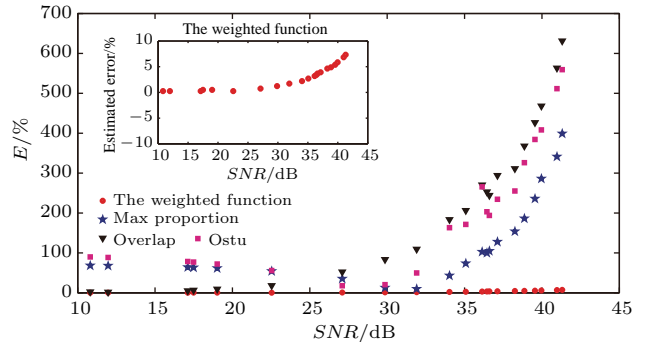 700
600
500
400
300
200
100
0
E/%
10 15 20 25 30 35 40 45
SNR/dB
The weighted function
Max proportion
Overlap Ostu
The weighted function
10
5
0
−5
−10
Estimated error/%
10 15 20 25 30 35 40 45
SNR/dB